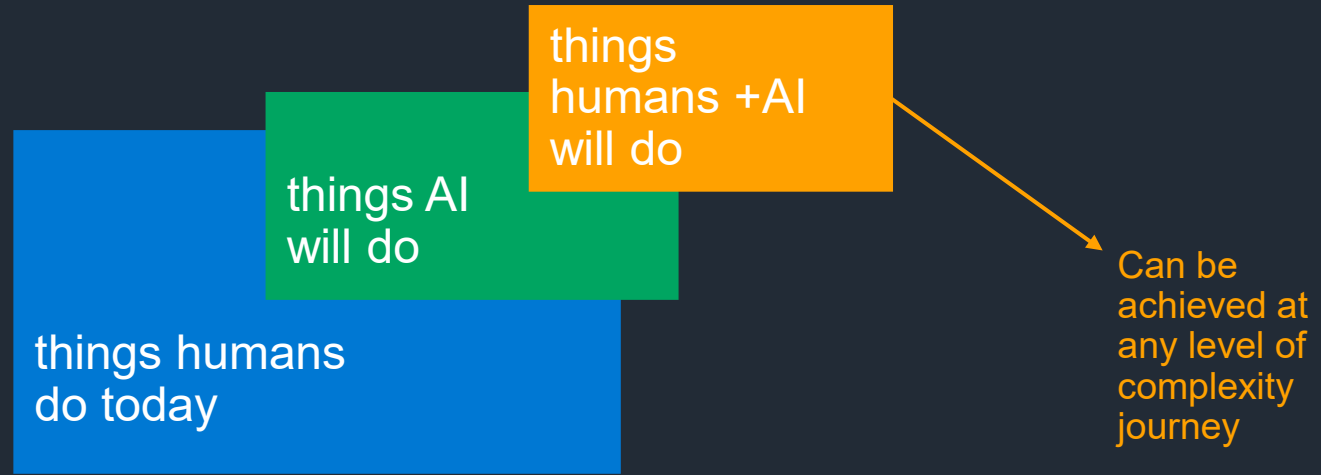 things
humans +AI
will do
things AI
will do
things humans
do today
Can be
achieved at
any level of
complexity
journey